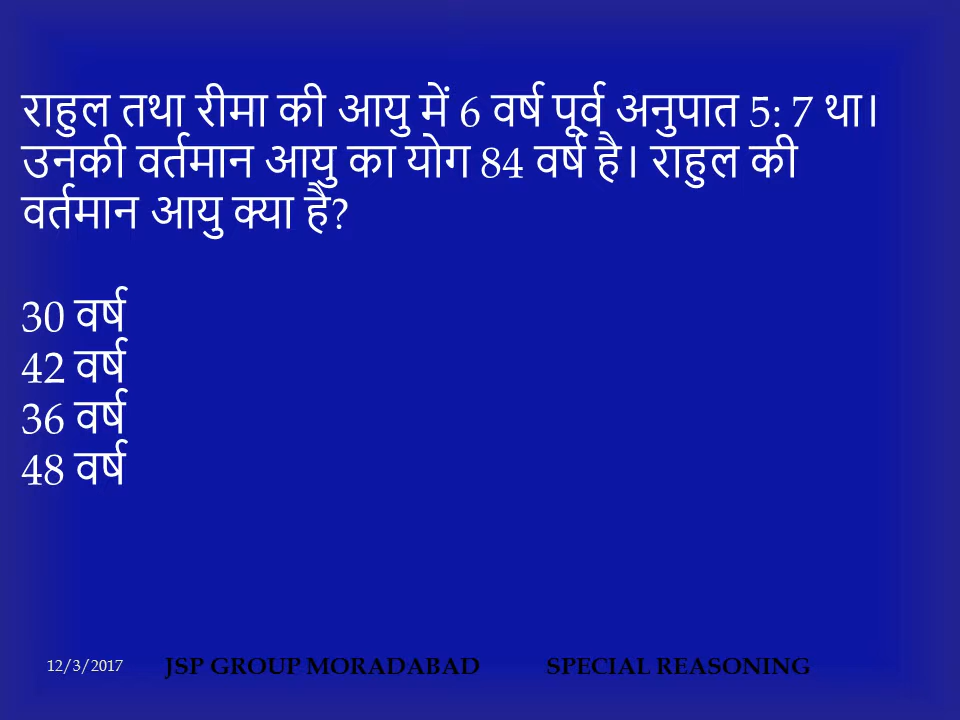 राहुल तथा रीमा की आयु में 6 वर्ष पूर्व अनुपात 5: 7 था।
उनकी वर्तमान आयु का योग 84 वर्ष है। राहुल की
वर्तमान आयु क्या है?
30 वर्ष
42 वर्ष
36 वर्ष
48 वर्ष
12/3/2017 JSP GROUP MORADABAD SPECIAL REASONING